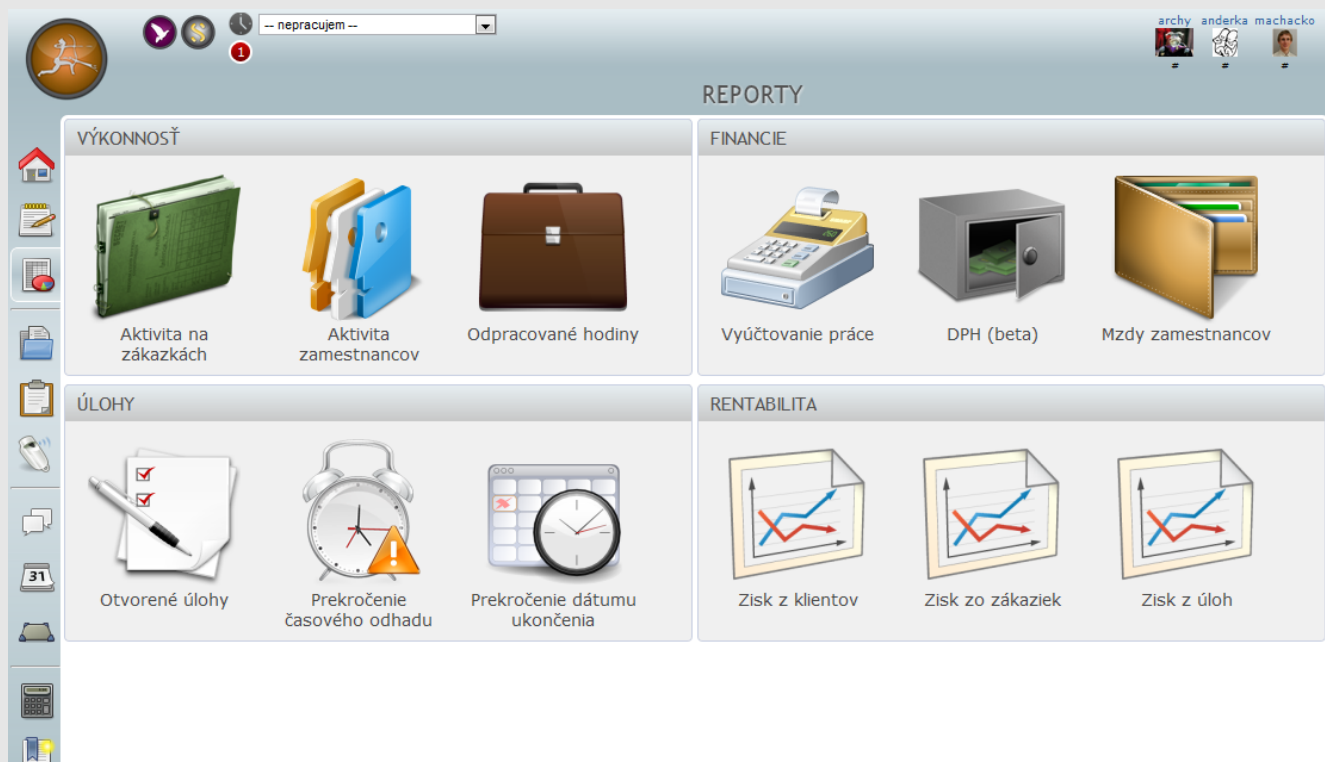 -- nepracujem --
1
archy anderka machacko
# # #
REPORTY
VÝKONNOSŤ
Aktivita na
zákazkách
Aktivita
zamestnancov
Odpracované hodiny
FINANCIE
Vyúčtovanie práce
DPH (beta)
Mzdy zamestnancov
ÚLOHY
Otvorené úlohy
Prekročenie
časového odhadu
Prekročenie dátumu
ukončenia
RENTABILITA
Zisk z klientov
Zisk zo zákaziek
Zisk z úloh
31